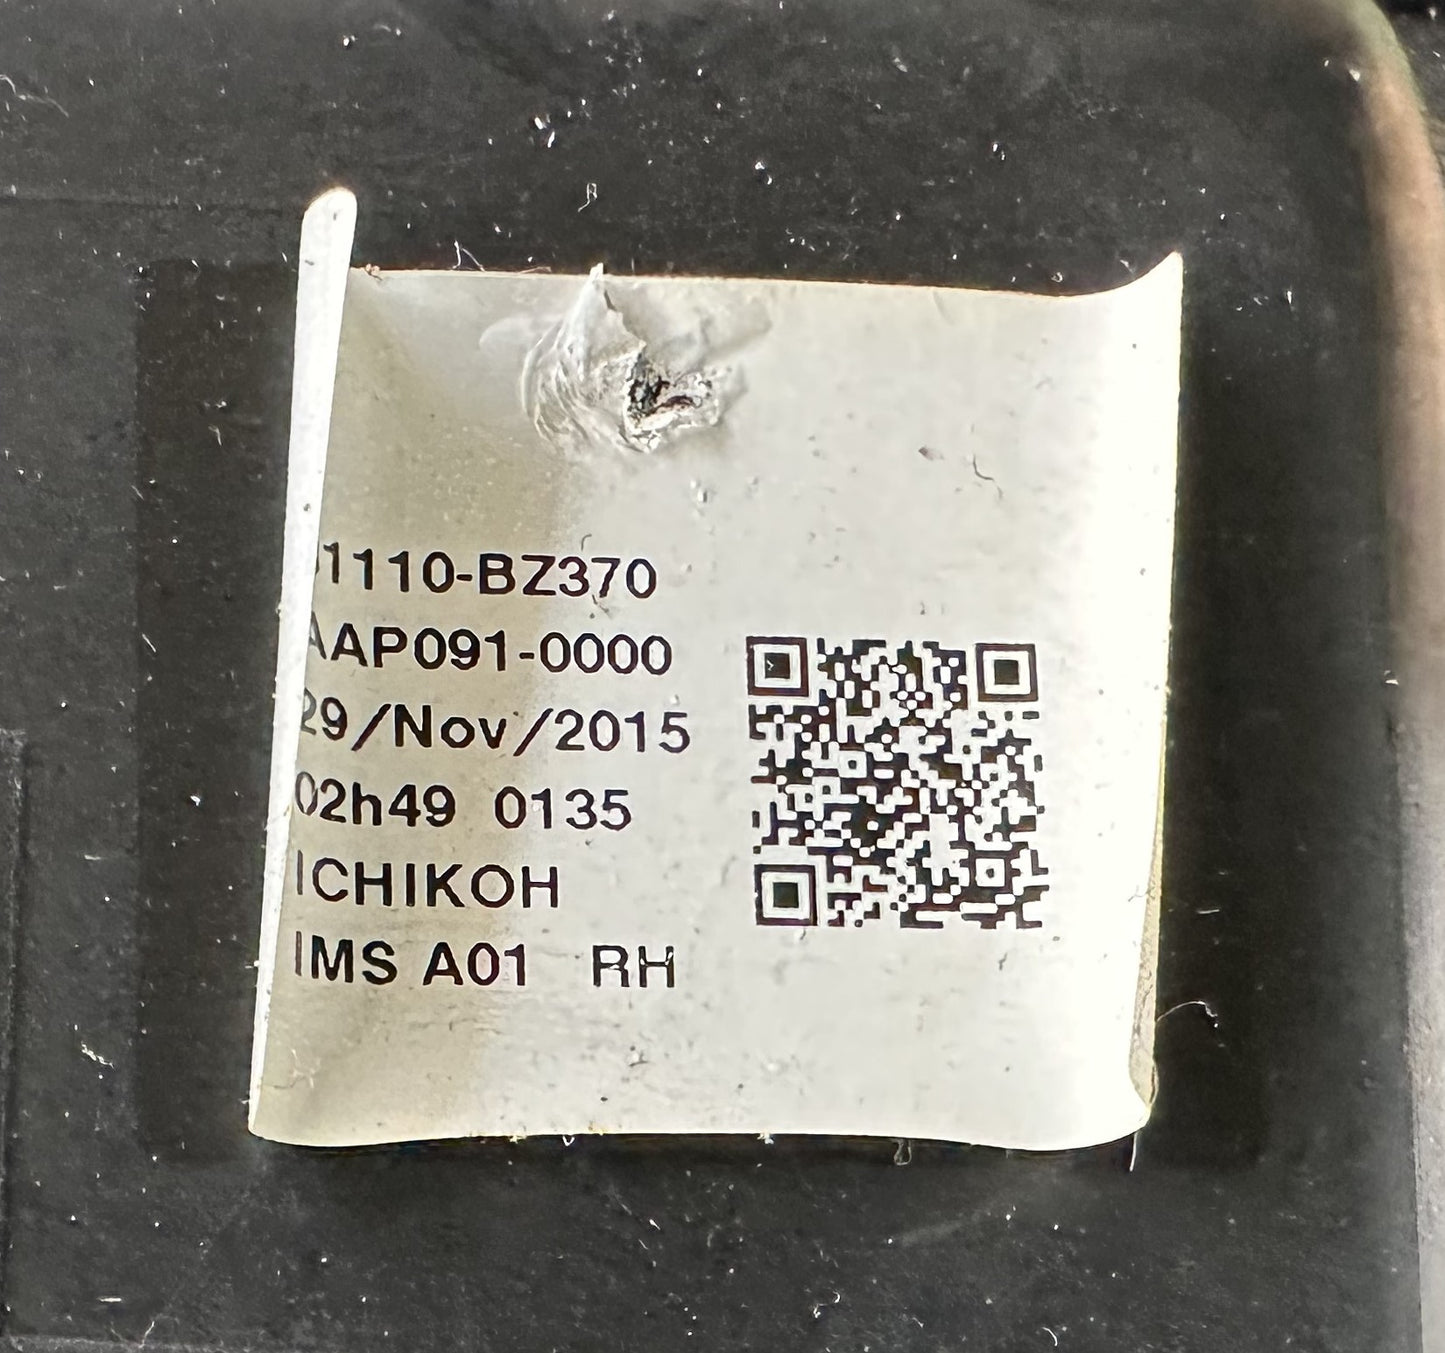 1110-BZ370
AAP091-0000
29/Nov/2015
02h49 0135
ICHIKOH
IMS A01 RH